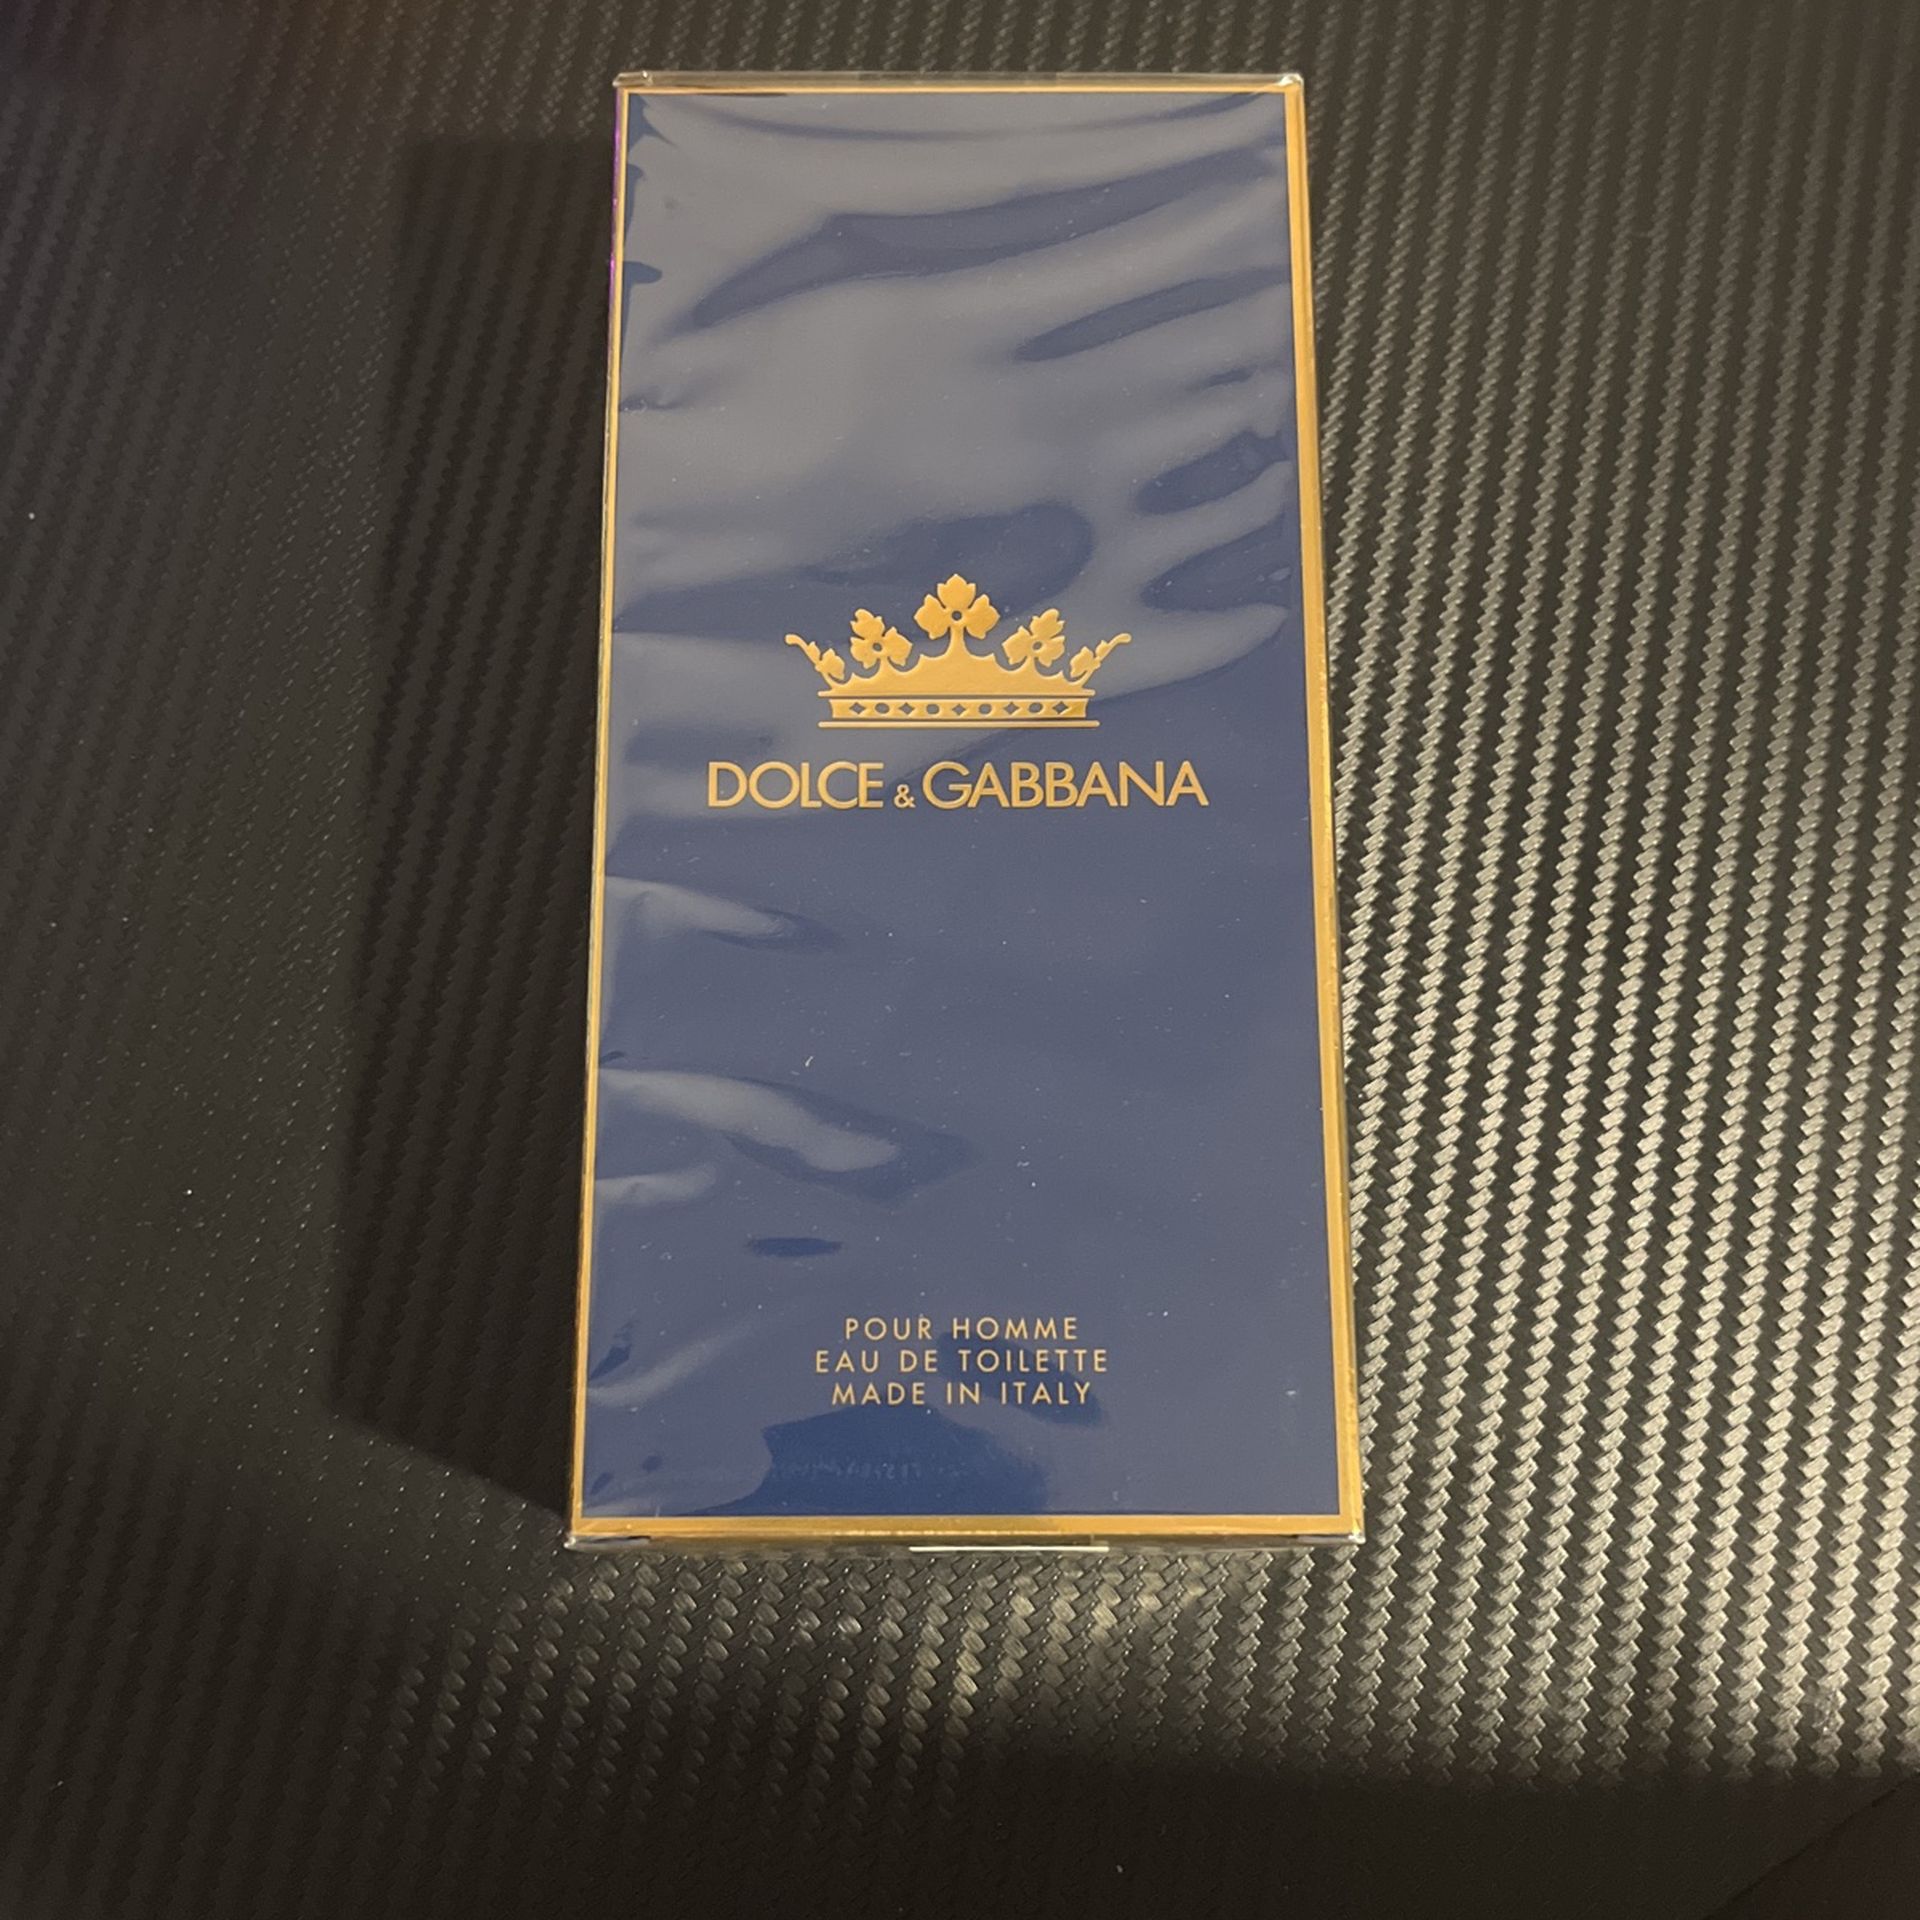 DOLCE & GABBANA
POUR HOMME
EAU DE TOILETTE
MADE IN ITALY